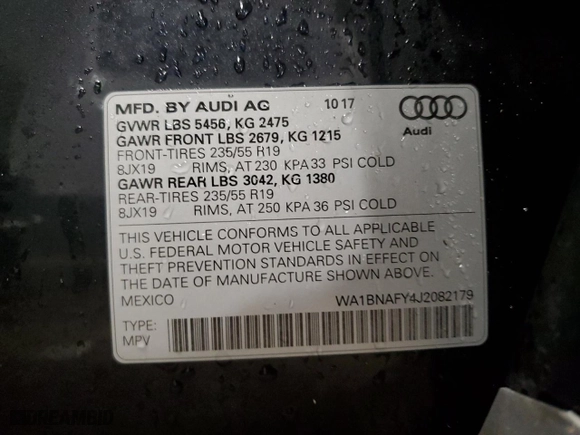 MFD. BY AUDI AG 10 17
GVWR LBS 5456, KG 2475
GAWR FRONT LBS 2679, KG 1215
FRONT-TIRES 235/55 R19
8JX19 RIMS, AT 230 KPA 33 PSI COLD
GAWR REAR LBS 3042, KG 1380
REAR-TIRES 235/55 R19
8JX19 RIMS, AT 250 KPA 36 PSI COLD
Audi
THIS VEHICLE CONFORMS TO ALL APPLICABLE
U.S. FEDERAL MOTOR VEHICLE SAFETY AND
THEFT PREVENTION STANDARDS IN EFFECT ON
THE DATE OF MANUFACTURE SHOWN ABOVE.
MEXICO WA1BNAFY4J2082179
TYPE:
MPV